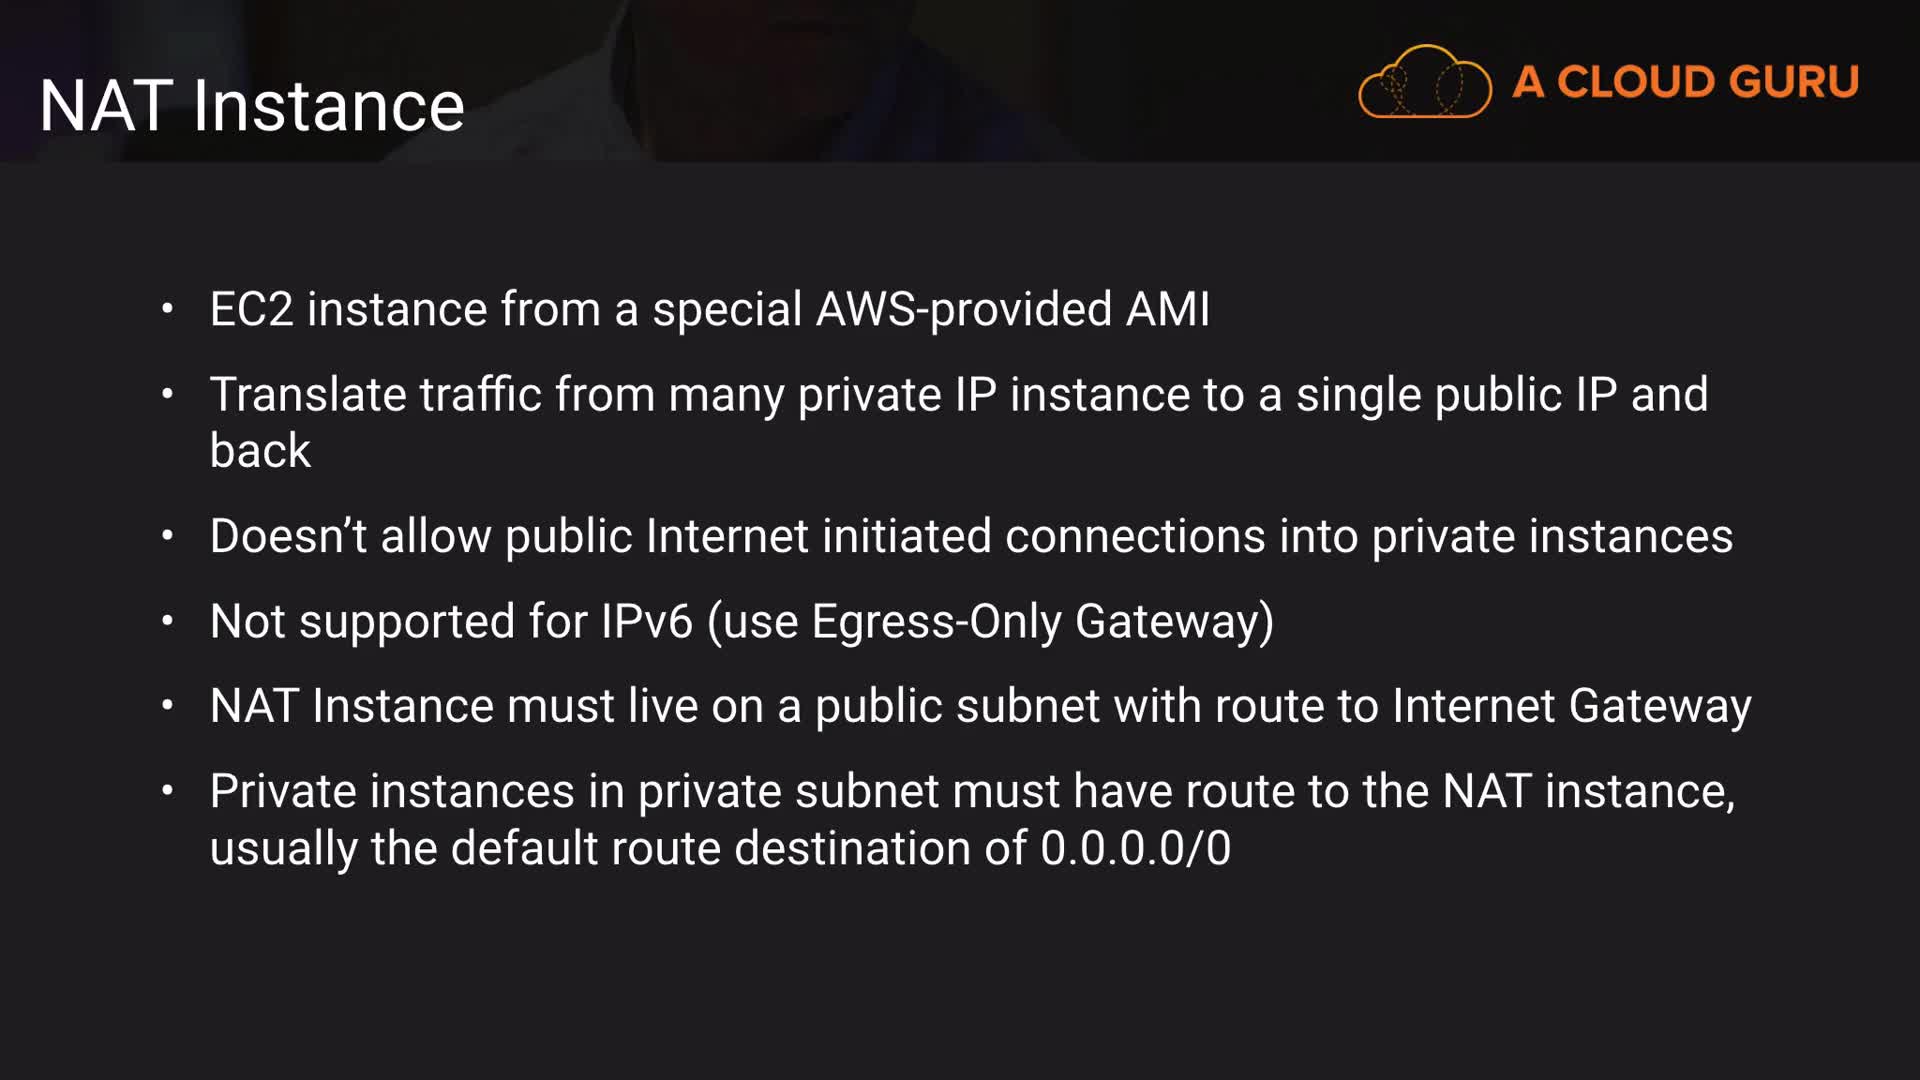 NAT Instance
A CLOUD GURU
• EC2 instance from a special AWS-provided AMI
• Translate traffic from many private IP instance to a single public IP and
back
• Doesn’t allow public Internet initiated connections into private instances
• Not supported for IPv6 (use Egress-Only Gateway)
• NAT Instance must live on a public subnet with route to Internet Gateway
• Private instances in private subnet must have route to the NAT instance,
usually the default route destination of 0.0.0.0/0